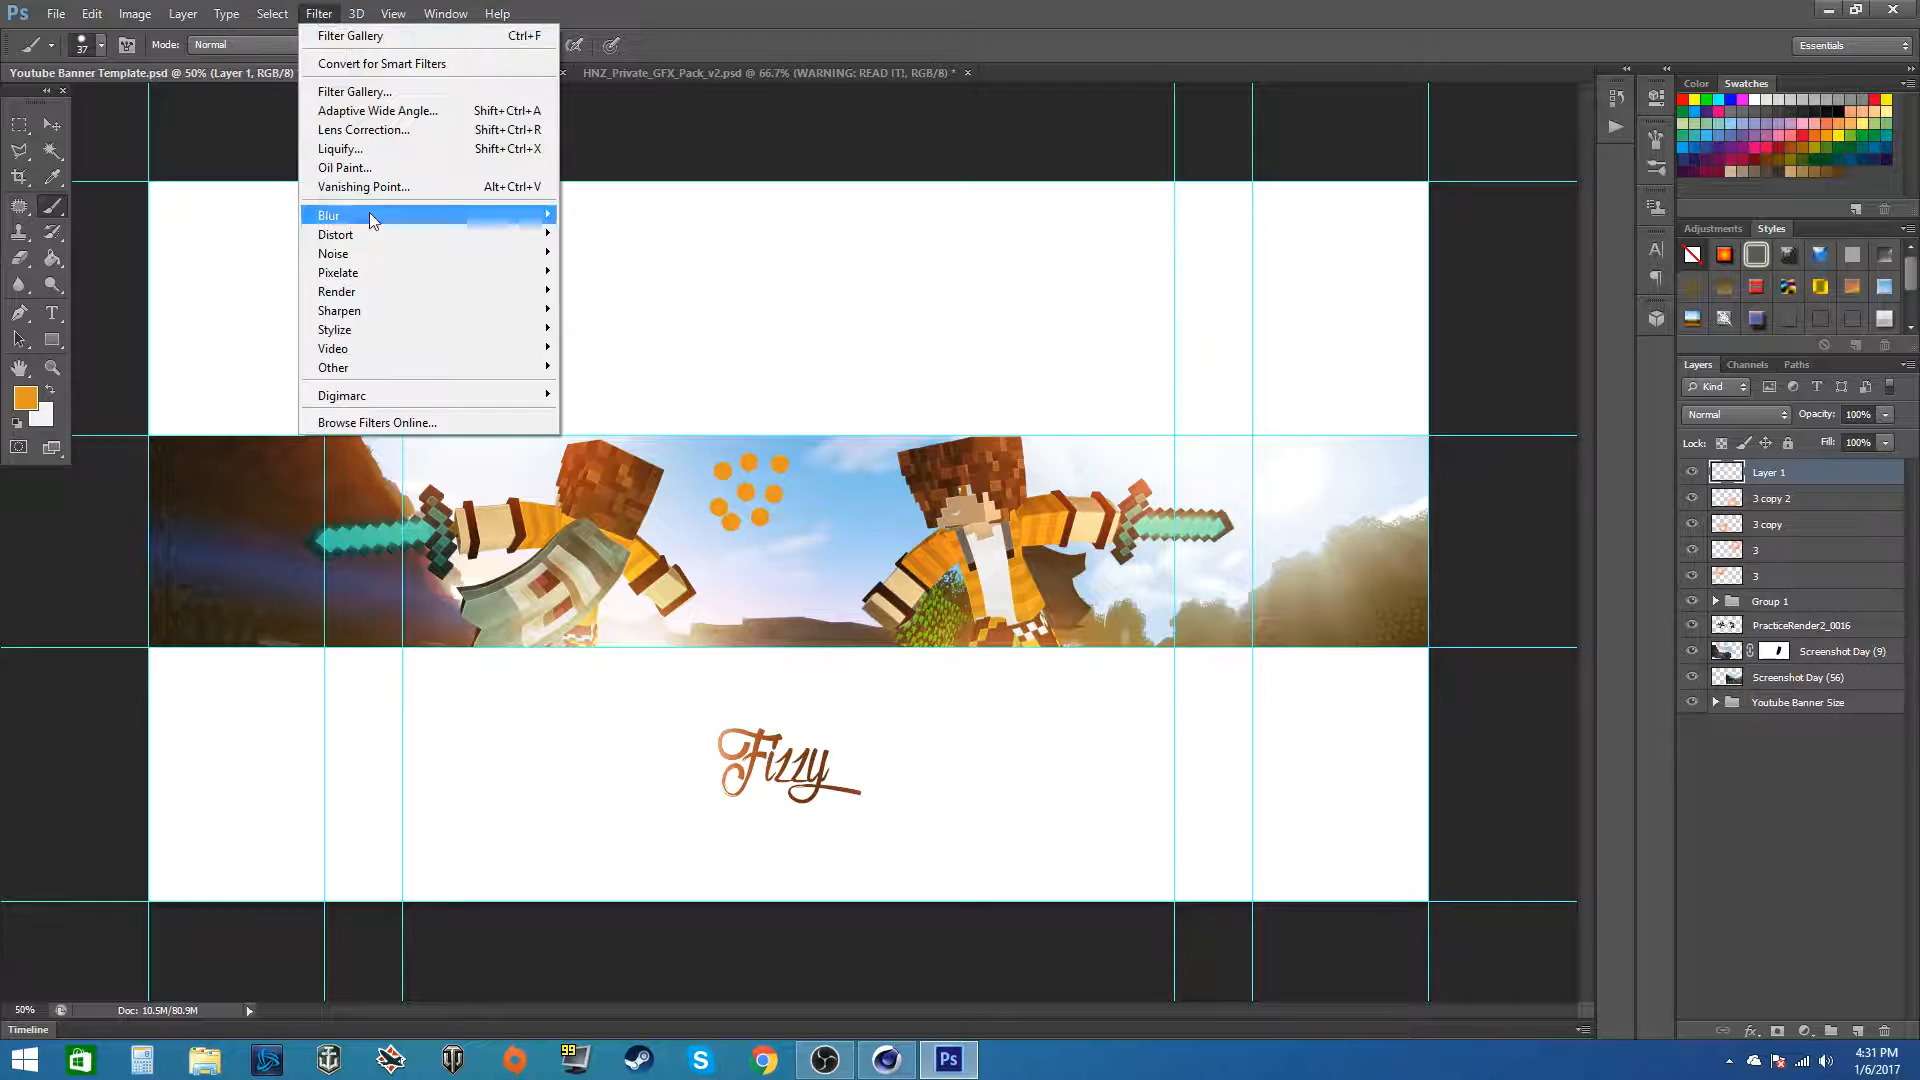 Ps File Edit Image Layer Type Select Filter 3D View Window Help
37 Mode: Normal Essentials
Youtube Banner Template.psd @ 50% (Layer 1, RGB/8) HNZ_Private_GFX_Pack_v2.psd @ 66.7% (WARNING: READ IT!, RGB/8) *
Filter Gallery Ctrl+F
Convert for Smart Filters
Filter Gallery...
Adaptive Wide Angle... Shift+Ctrl+A
Lens Correction... Shift+Ctrl+R
Liquify... Shift+Ctrl+X
Oil Paint...
Vanishing Point... Alt+Ctrl+V
Blur
Distort
Noise
Pixelate
Render
Sharpen
Stylize
Video
Other
Digimarc
Browse Filters Online...
Fizzy
Color Swatches
Adjustments Styles
Layers Channels Paths
Kind
Normal Opacity: 100%
Lock: Fill: 100%
Layer 1
3 copy 2
3 copy
3
3
Group 1
PracticeRender2_0016
Screenshot Day (9)
Screenshot Day (56)
Youtube Banner Size
50% Doc: 10.5M/80.9M
Timeline
99
Ps
4:31 PM
1/6/2017